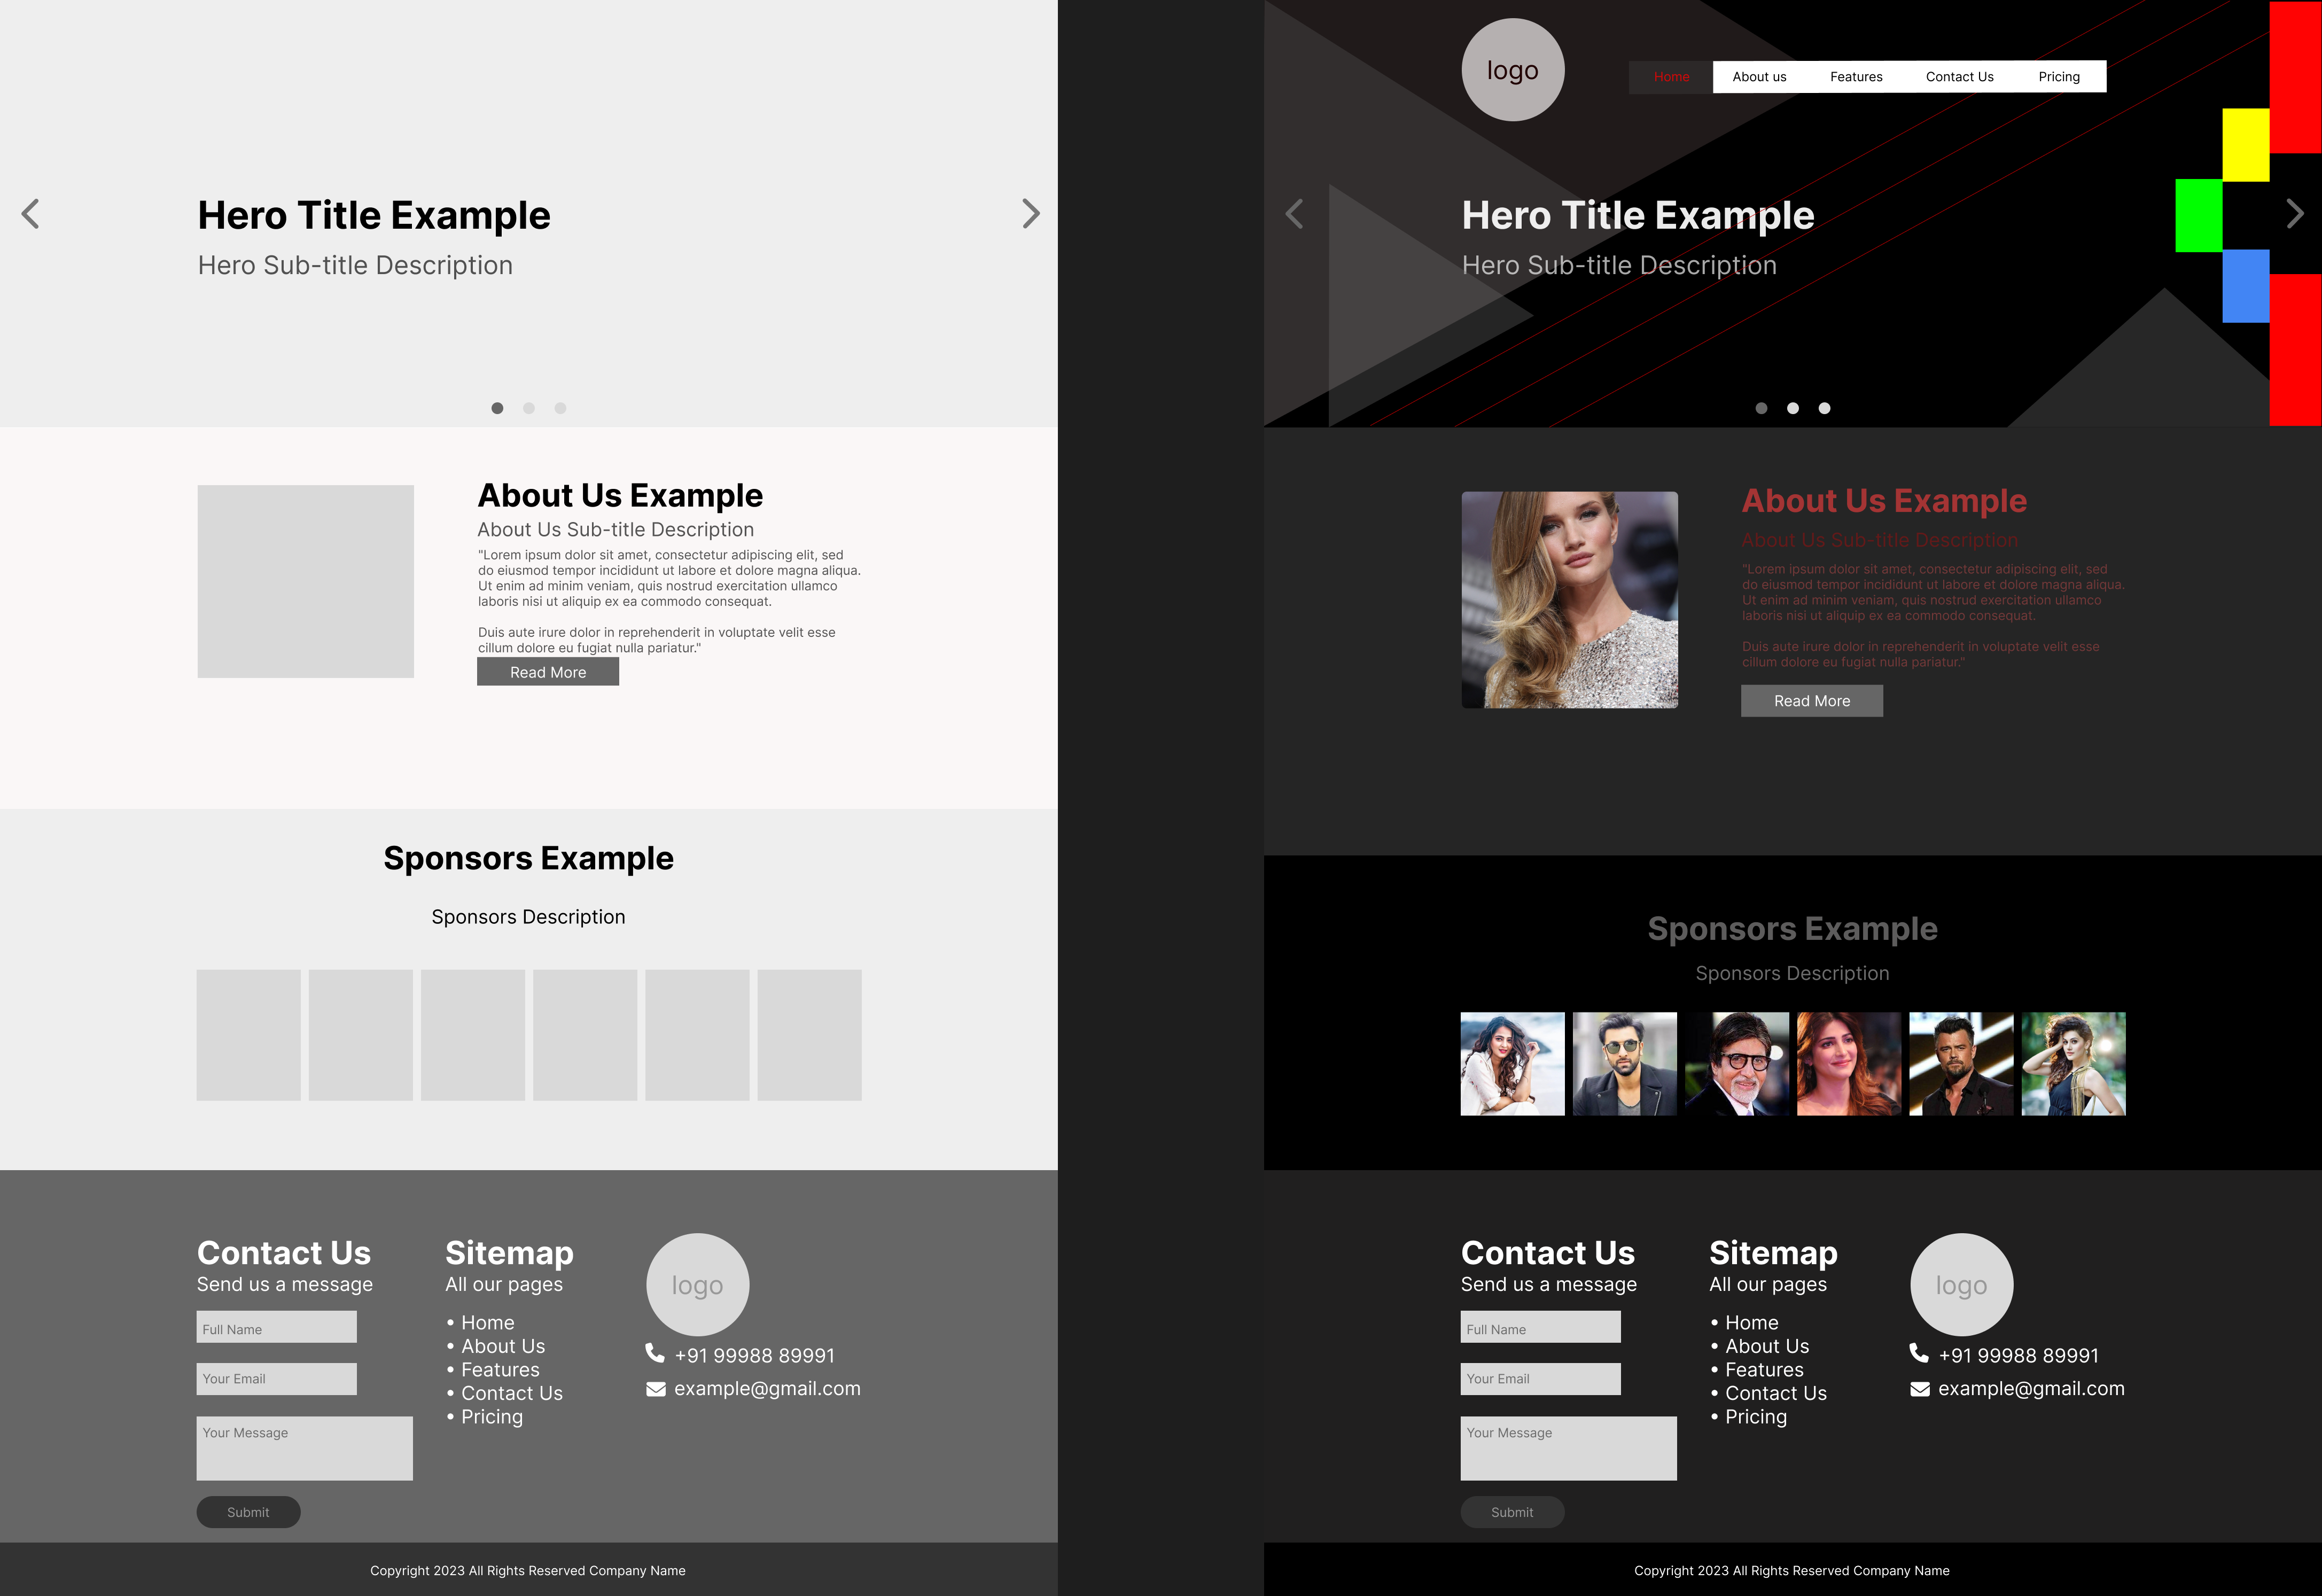 Hero Title Example
Hero Sub-title Description
About Us Example
About Us Sub-title Description
"Lorem ipsum dolor sit amet, consectetur adipiscing elit, sed
do eiusmod tempor incididunt ut labore et dolore magna aliqua.
Ut enim ad minim veniam, quis nostrud exercitation ullamco
laboris nisi ut aliquip ex ea commodo consequat.
Duis aute irure dolor in reprehenderit in voluptate velit esse
cillum dolore eu fugiat nulla pariatur."
Read More
Sponsors Example
Sponsors Description
Contact Us
Send us a message
Full Name
Your Email
Your Message
Submit
Sitemap
All our pages
• Home
• About Us
• Features
• Contact Us
• Pricing
logo
+91 99988 89991
example@gmail.com
Copyright 2023 All Rights Reserved Company Name
logo
Home
About us
Features
Contact Us
Pricing
Hero Title Example
Hero Sub-title Description
About Us Example
About Us Sub-title Description
"Lorem ipsum dolor sit amet, consectetur adipiscing elit, sed
do eiusmod tempor incididunt ut labore et dolore magna aliqua.
Ut enim ad minim veniam, quis nostrud exercitation ullamco
laboris nisi ut aliquip ex ea commodo consequat.
Duis aute irure dolor in reprehenderit in voluptate velit esse
cillum dolore eu fugiat nulla pariatur."
Read More
Sponsors Example
Sponsors Description
Contact Us
Send us a message
Full Name
Your Email
Your Message
Submit
Sitemap
All our pages
• Home
• About Us
• Features
• Contact Us
• Pricing
logo
+91 99988 89991
example@gmail.com
Copyright 2023 All Rights Reserved Company Name